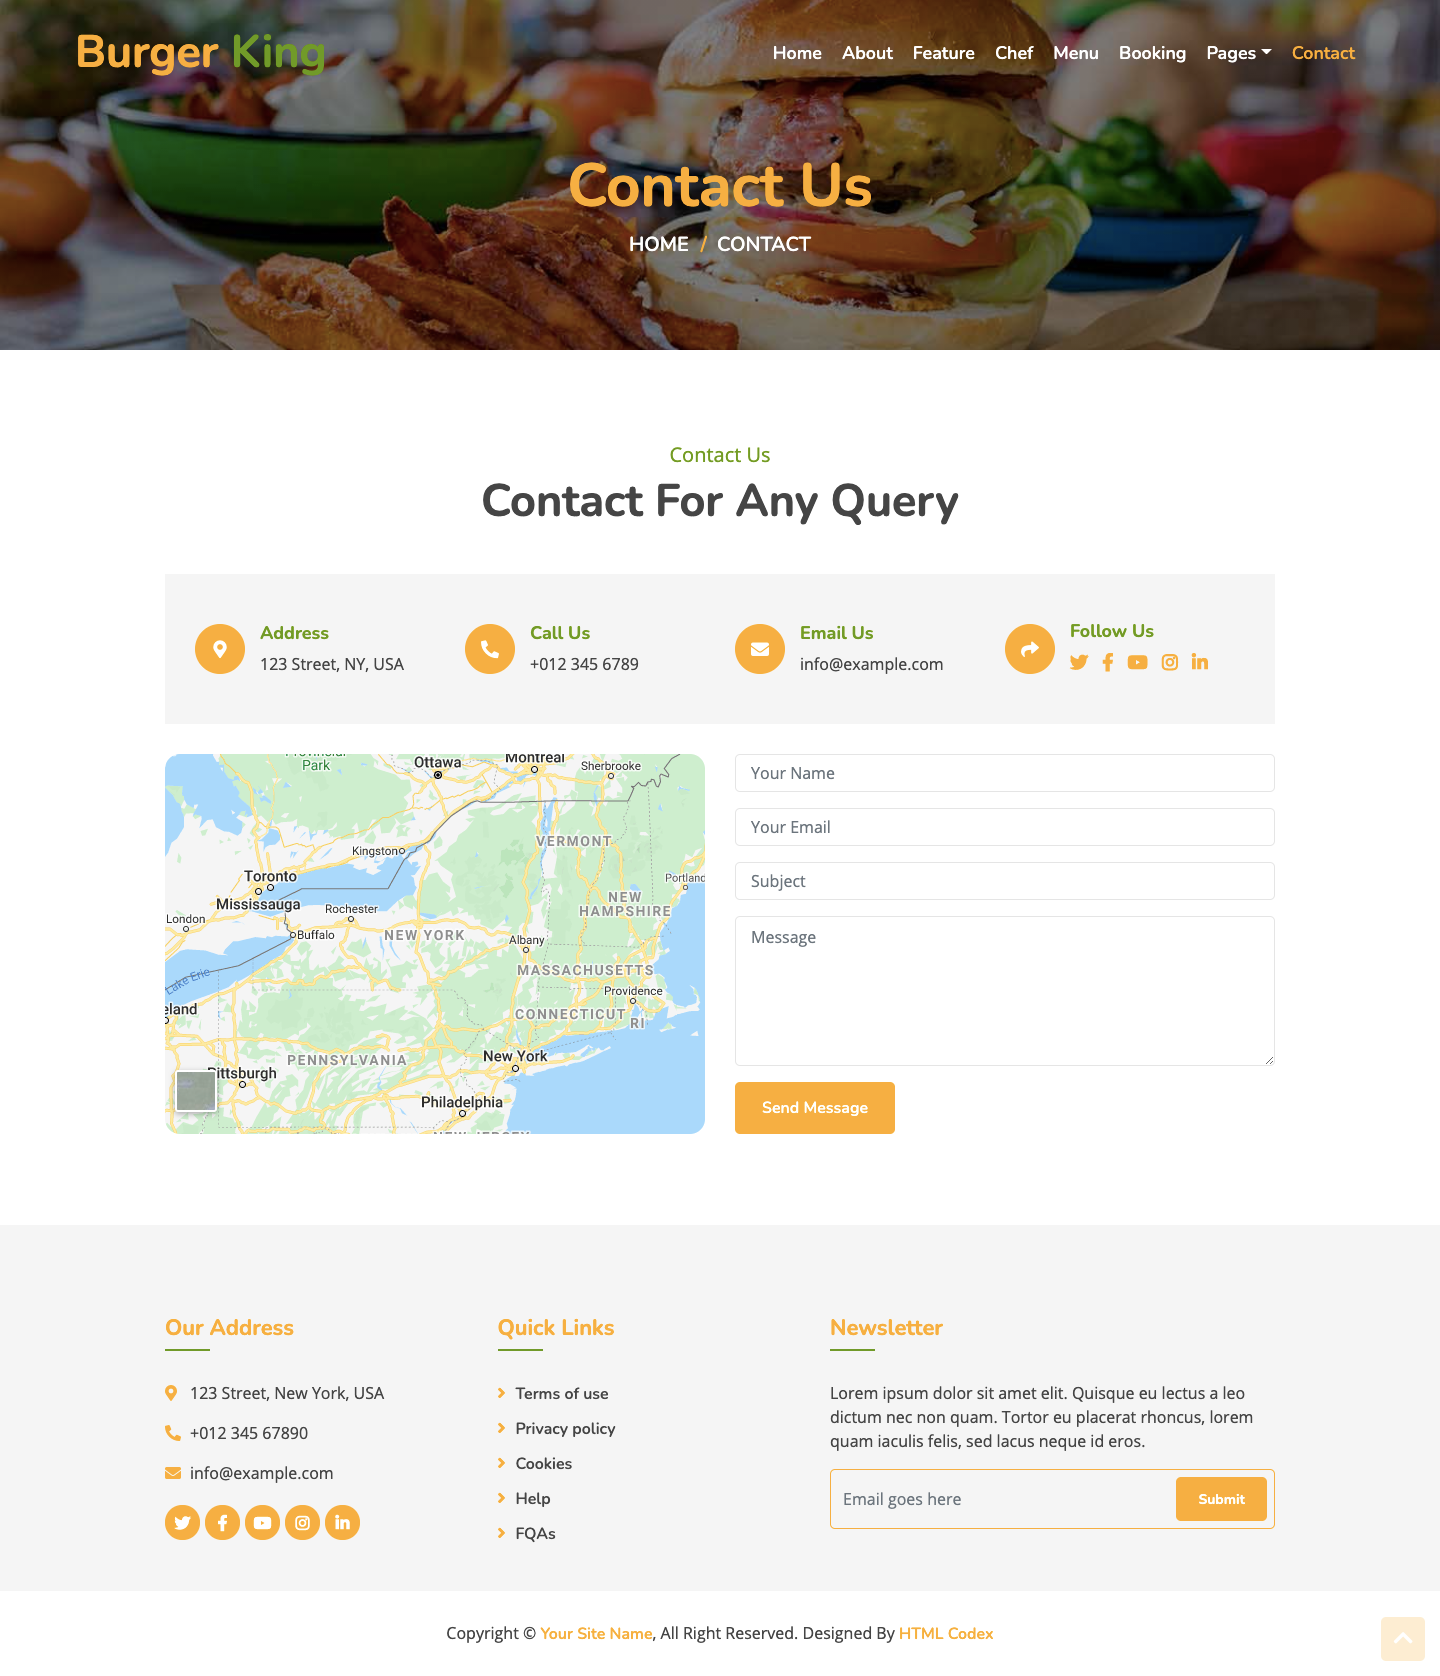 Burger King
Home About Feature Chef Menu Booking Pages Contact
Contact Us
HOME / CONTACT
Contact Us
Contact For Any Query
Address
123 Street, NY, USA
Call Us
+012 345 6789
Email Us
info@example.com
Follow Us
Provincial
Park
Ottawa
Montreal
Sherbrooke
VERMONT
Kingston
Toronto
Mississauga
Portland
NEW
HAMPSHIRE
London
Rochester
Buffalo
NEW YORK
Albany
MASSACHUSETTS
Lake Erie
Providence
eland
CONNECTICUT
RI
PENNSYLVANIA
New York
Pittsburgh
Philadelphia
NEW JERSEY
Your Name
Your Email
Subject
Message
Send Message
Our Address
123 Street, New York, USA
+012 345 67890
info@example.com
Quick Links
Terms of use
Privacy policy
Cookies
Help
FQAs
Newsletter
Lorem ipsum dolor sit amet elit. Quisque eu lectus a leo
dictum nec non quam. Tortor eu placerat rhoncus, lorem
quam iaculis felis, sed lacus neque id eros.
Email goes here
Submit
Copyright © Your Site Name, All Right Reserved. Designed By HTML Codex